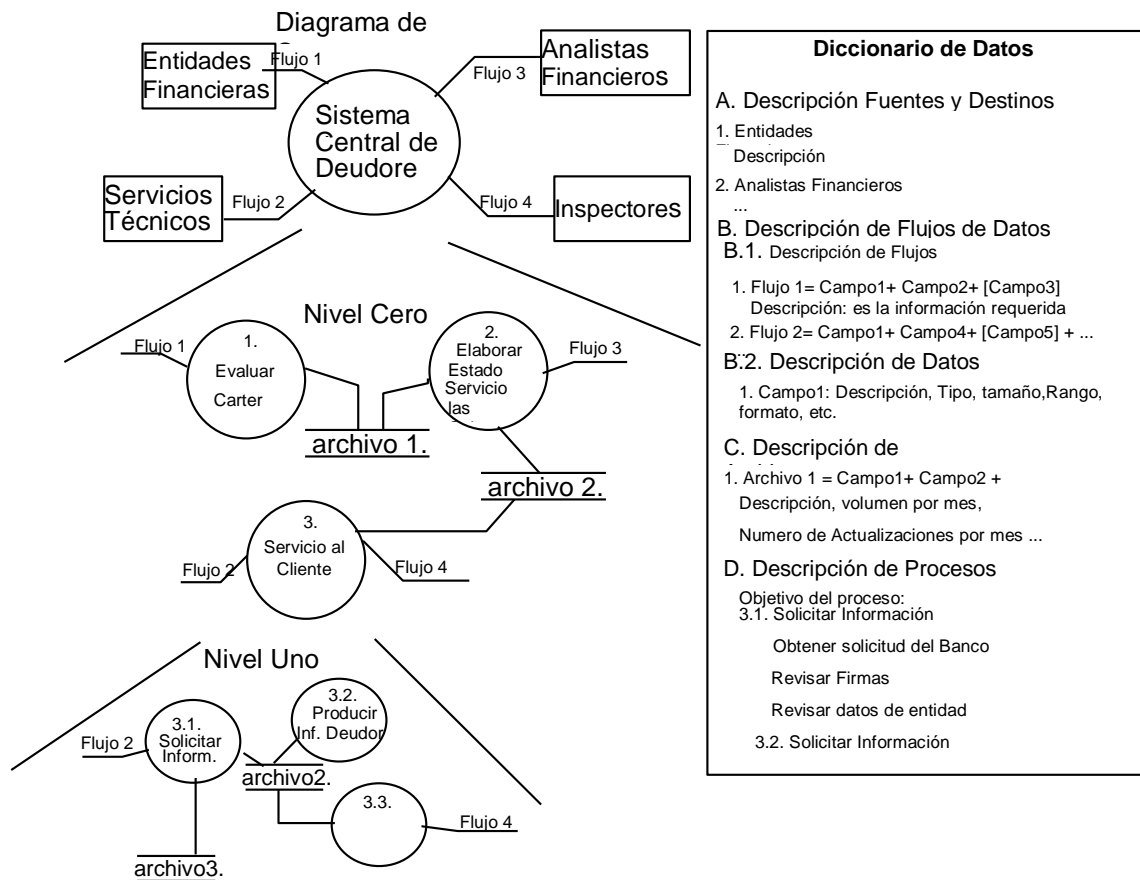 Diagrama de
Entidades
Financieras
Flujo 1
Analistas
Financieros
Flujo 3
Sistema
Central de
Deudore
Servicios
Técnicos
Flujo 2
Flujo 4
Inspectores
Nivel Cero
Flujo 1
1.
Evaluar
Carter
2.
Elaborar
Estado
Servicio
las
Flujo 3
archivo 1.
archivo 2.
3.
Servicio al
Cliente
Flujo 2
Flujo 4
Nivel Uno
Flujo 2
3.1.
Solicitar
Inform.
3.2.
Producir
Inf. Deudor
archivo2.
3.3.
Flujo 4
archivo3.
Diccionario de Datos
A. Descripción Fuentes y Destinos
1. Entidades
Descripción
2. Analistas Financieros
...
B. Descripción de Flujos de Datos
B.1. Descripción de Flujos
1. Flujo 1= Campo1+ Campo2+ [Campo3]
Descripción: es la información requerida
2. Flujo 2= Campo1+ Campo4+ [Campo5] + ...
...
B.2. Descripción de Datos
1. Campo1: Descripción, Tipo, tamaño,Rango,
formato, etc.
C. Descripción de
1. Archivo 1 = Campo1+ Campo2 +
Descripción, volumen por mes,
Numero de Actualizaciones por mes ...
D. Descripción de Procesos
Objetivo del proceso:
3.1. Solicitar Información
Obtener solicitud del Banco
Revisar Firmas
Revisar datos de entidad
3.2. Solicitar Información